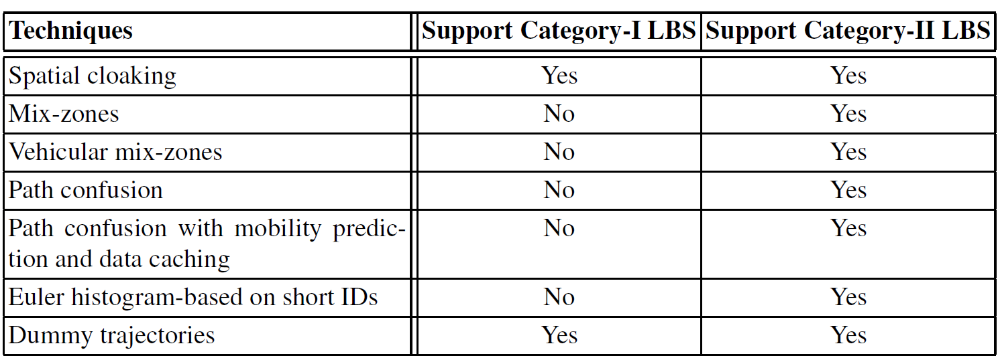 Techniques Support Category-I LBS Support Category-II LBS
Spatial cloaking Yes Yes
Mix-zones No Yes
Vehicular mix-zones No Yes
Path confusion No Yes
Path confusion with mobility predic- No Yes
tion and data caching
Euler histogram-based on short IDs No Yes
Dummy trajectories Yes Yes